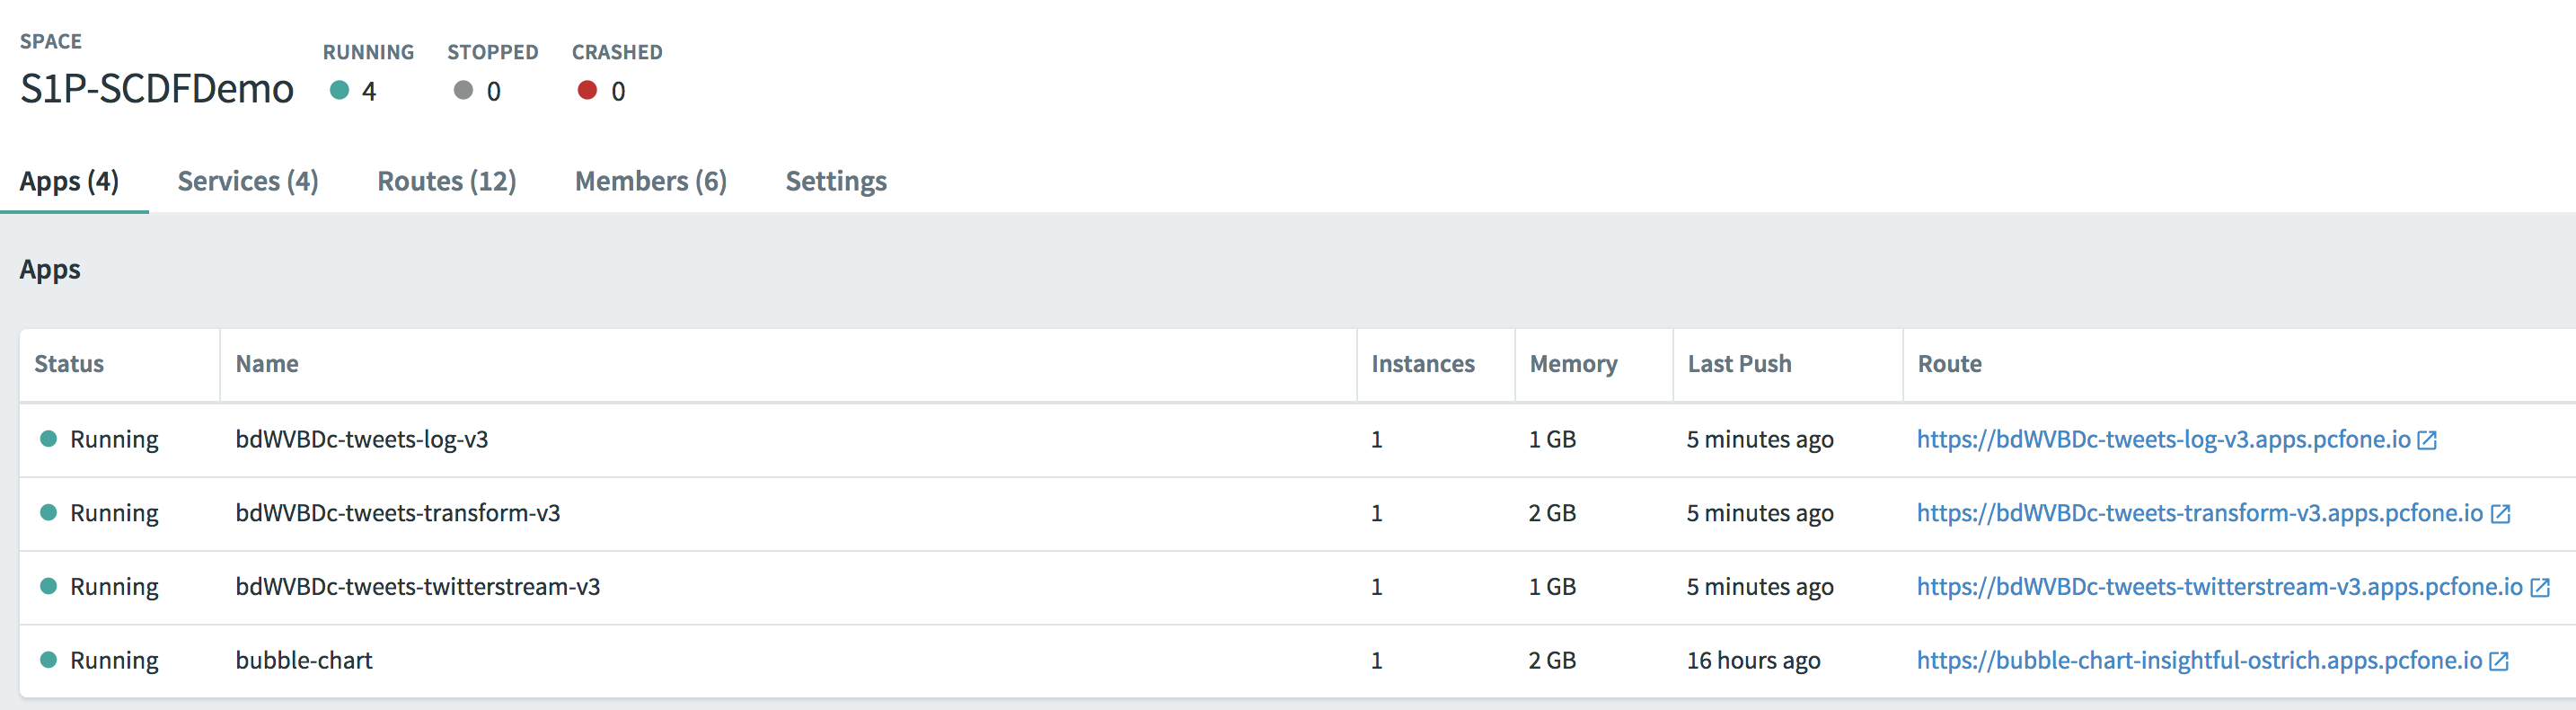 SPACE
S1P-SCDFDemo
RUNNING STOPPED CRASHED
4 0 0
Apps (4) Services (4) Routes (12) Members (6) Settings
Apps
Status Name Instances Memory Last Push Route
Running bdWVBDc-tweets-log-v3 1 1 GB 5 minutes ago https://bdWVBDc-tweets-log-v3.apps.pcfone.io
Running bdWVBDc-tweets-transform-v3 1 2 GB 5 minutes ago https://bdWVBDc-tweets-transform-v3.apps.pcfone.io
Running bdWVBDc-tweets-twitterstream-v3 1 1 GB 5 minutes ago https://bdWVBDc-tweets-twitterstream-v3.apps.pcfone.io
Running bubble-chart 1 2 GB 16 hours ago https://bubble-chart-insightful-ostrich.apps.pcfone.io